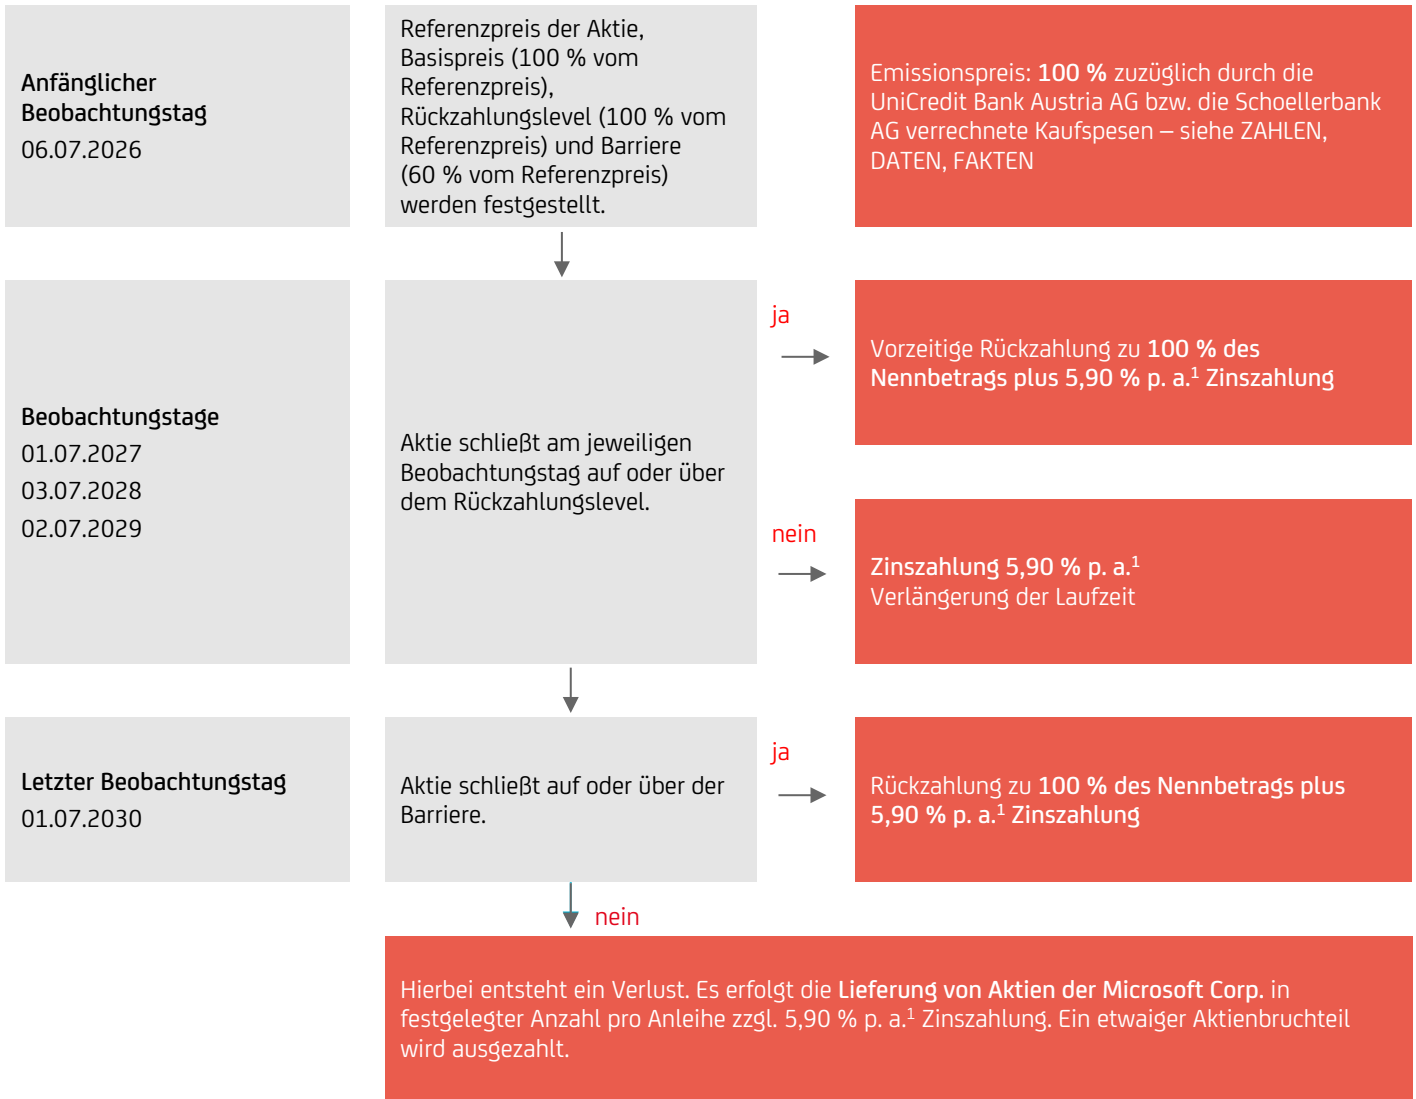 Anfänglicher
Beobachtungstag
06.07.2026
Referenzpreis der Aktie,
Basispreis (100 % vom
Referenzpreis),
Rückzahlungslevel (100 % vom
Referenzpreis) und Barriere
(60 % vom Referenzpreis)
werden festgestellt.
Emissionspreis: 100 % zuzüglich durch die
UniCredit Bank Austria AG bzw. die Schoellerbank
AG verrechnete Kaufspesen – siehe ZAHLEN,
DATEN, FAKTEN
Beobachtungstage
01.07.2027
03.07.2028
02.07.2029
Aktie schließt am jeweiligen
Beobachtungstag auf oder über
dem Rückzahlungslevel.
ja
Vorzeitige Rückzahlung zu 100 % des
Nennbetrags plus 5,90 % p. a.¹ Zinszahlung
nein
Zinszahlung 5,90 % p. a.¹
Verlängerung der Laufzeit
Letzter Beobachtungstag
01.07.2030
Aktie schließt auf oder über der
Barriere.
ja
Rückzahlung zu 100 % des Nennbetrags plus
5,90 % p. a.¹ Zinszahlung
nein
Hierbei entsteht ein Verlust. Es erfolgt die Lieferung von Aktien der Microsoft Corp. in
festgelegter Anzahl pro Anleihe zzgl. 5,90 % p. a.¹ Zinszahlung. Ein etwaiger Aktienbruchteil
wird ausgezahlt.